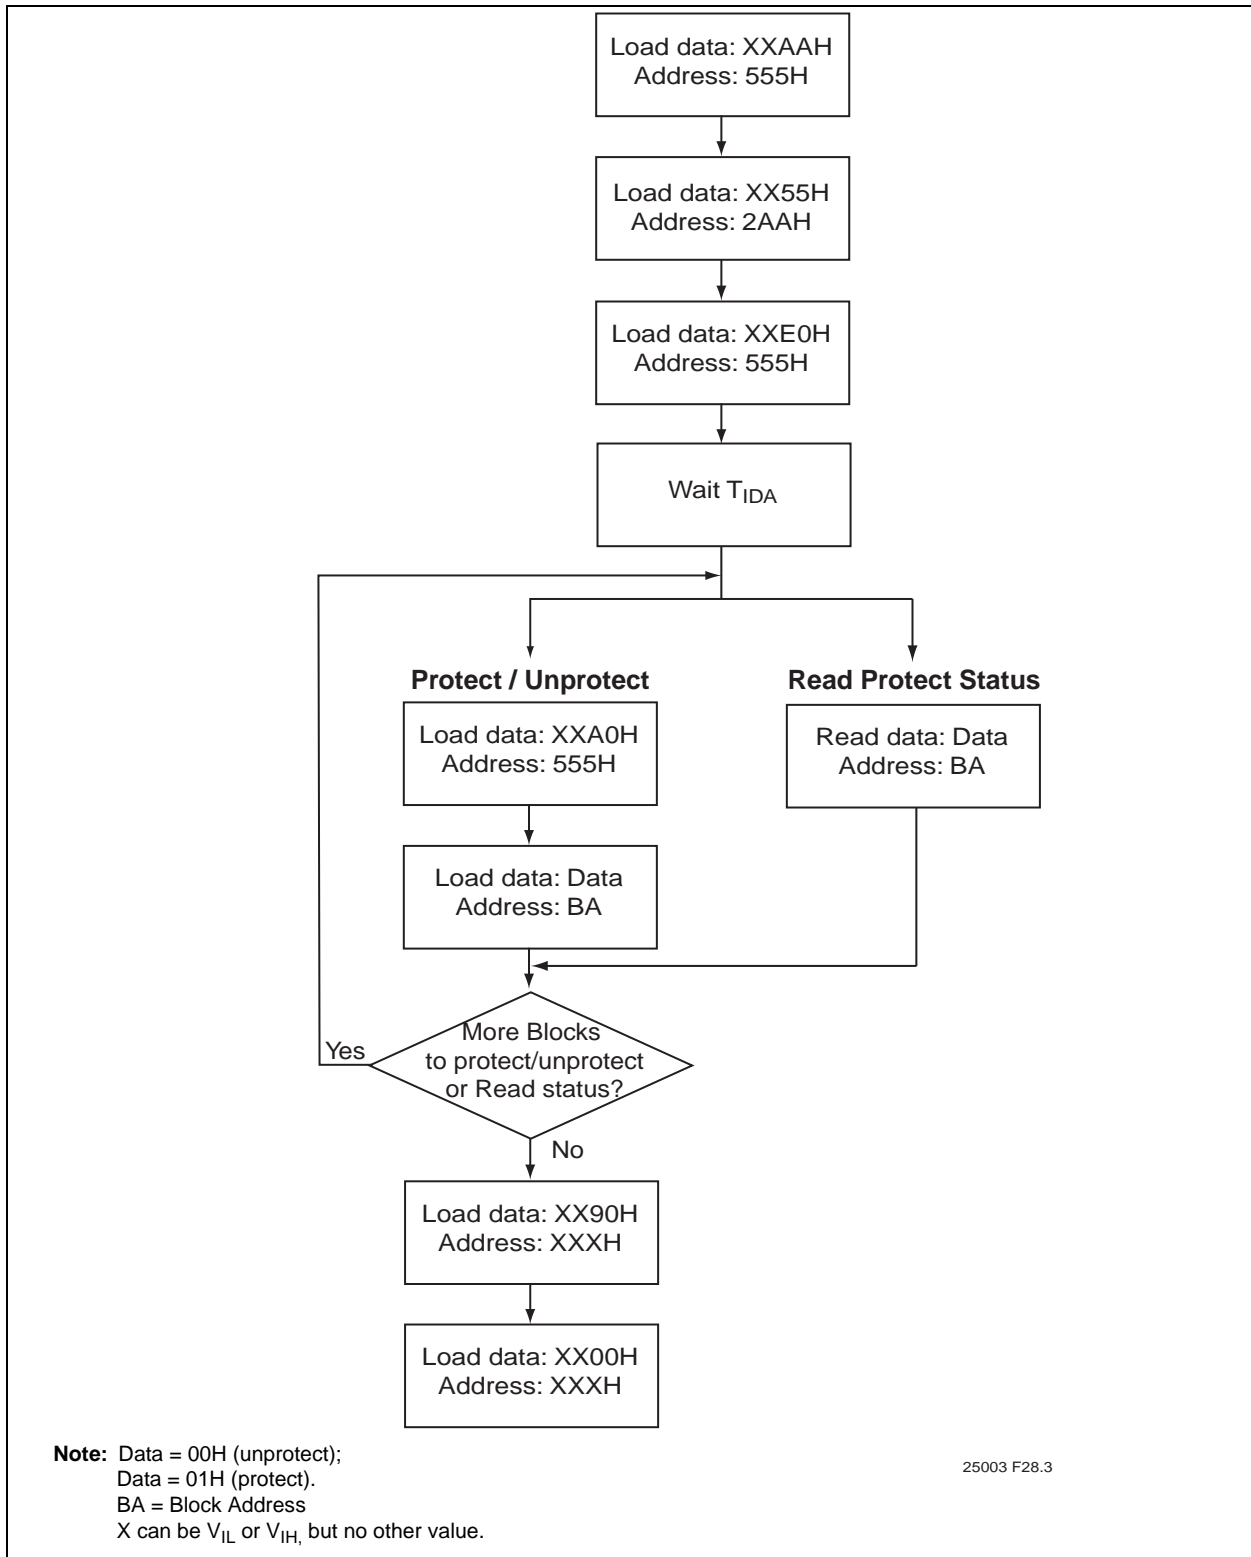 Load data: XXAAH
Address: 555H
Load data: XX55H
Address: 2AAH
Load data: XXE0H
Address: 555H
Wait TIDA
Protect / Unprotect
Load data: XXA0H
Address: 555H
Load data: Data
Address: BA
Read Protect Status
Read data: Data
Address: BA
More Blocks
to protect/unprotect
or Read status?
Yes
No
Load data: XX90H
Address: XXXH
Load data: XX00H
Address: XXXH
Note: Data = 00H (unprotect);
Data = 01H (protect).
BA = Block Address
X can be VIL or VIH, but no other value.
25003 F28.3